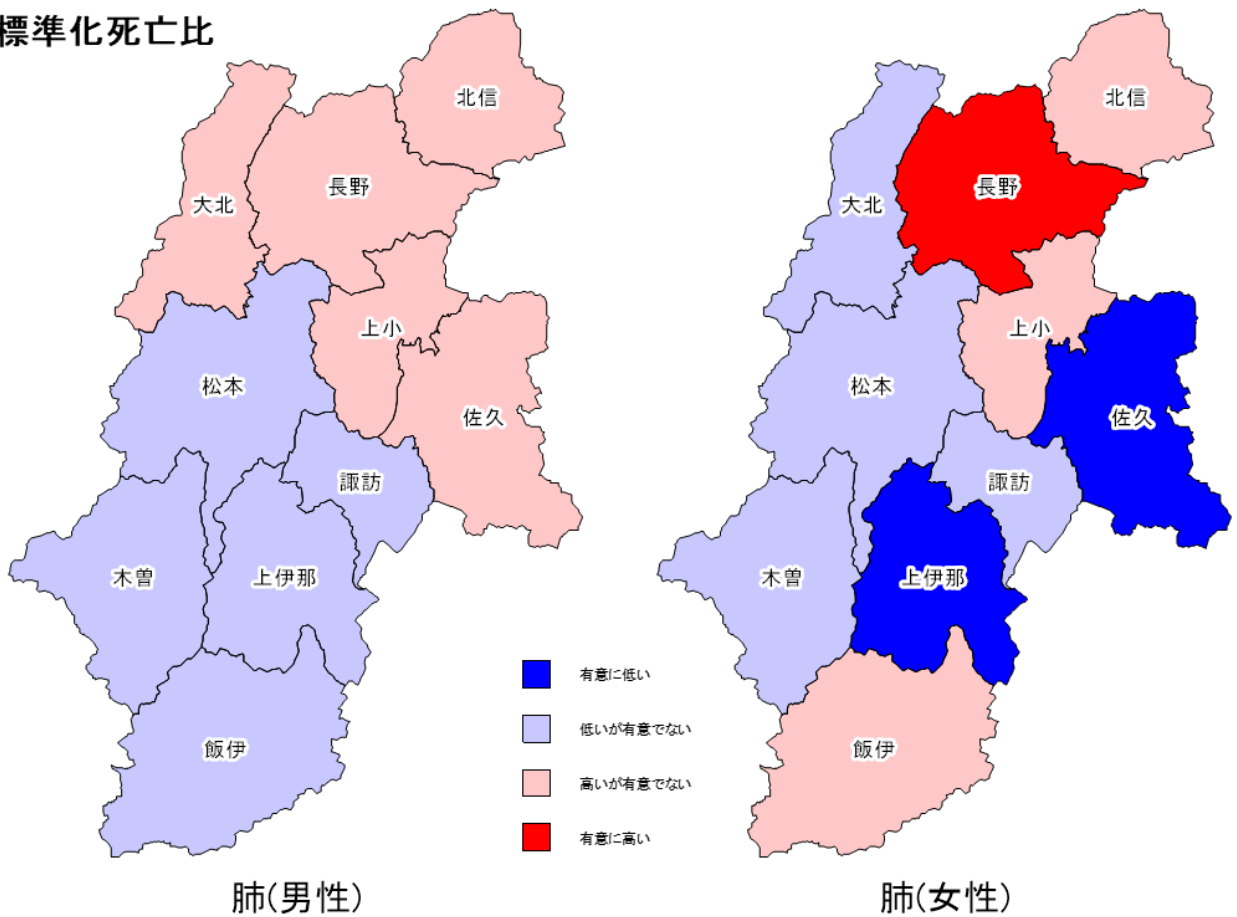 標準化死亡比
北信
長野
大北
上小
松本
佐久
諏訪
木曽
上伊那
飯伊
肺(男性)
有意に低い
低いが有意でない
高いが有意でない
有意に高い
北信
長野
大北
上小
松本
佐久
諏訪
木曽
上伊那
飯伊
肺(女性)